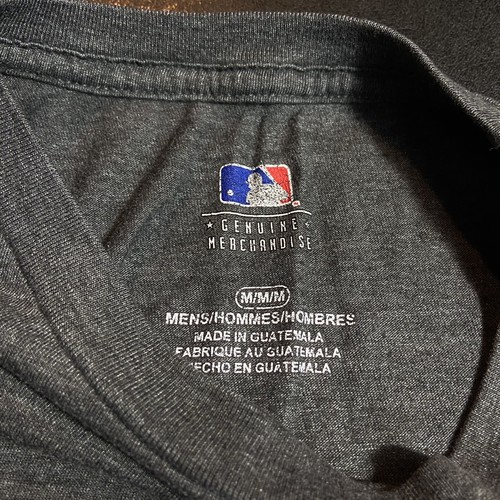 ★ GENUINE ★
MERCHANDISE
M/M/M
MENS/HOMMES/HOMBRES
MADE IN GUATEMALA
FABRIQUE AU GUATEMALA
HECHO EN GUATEMALA